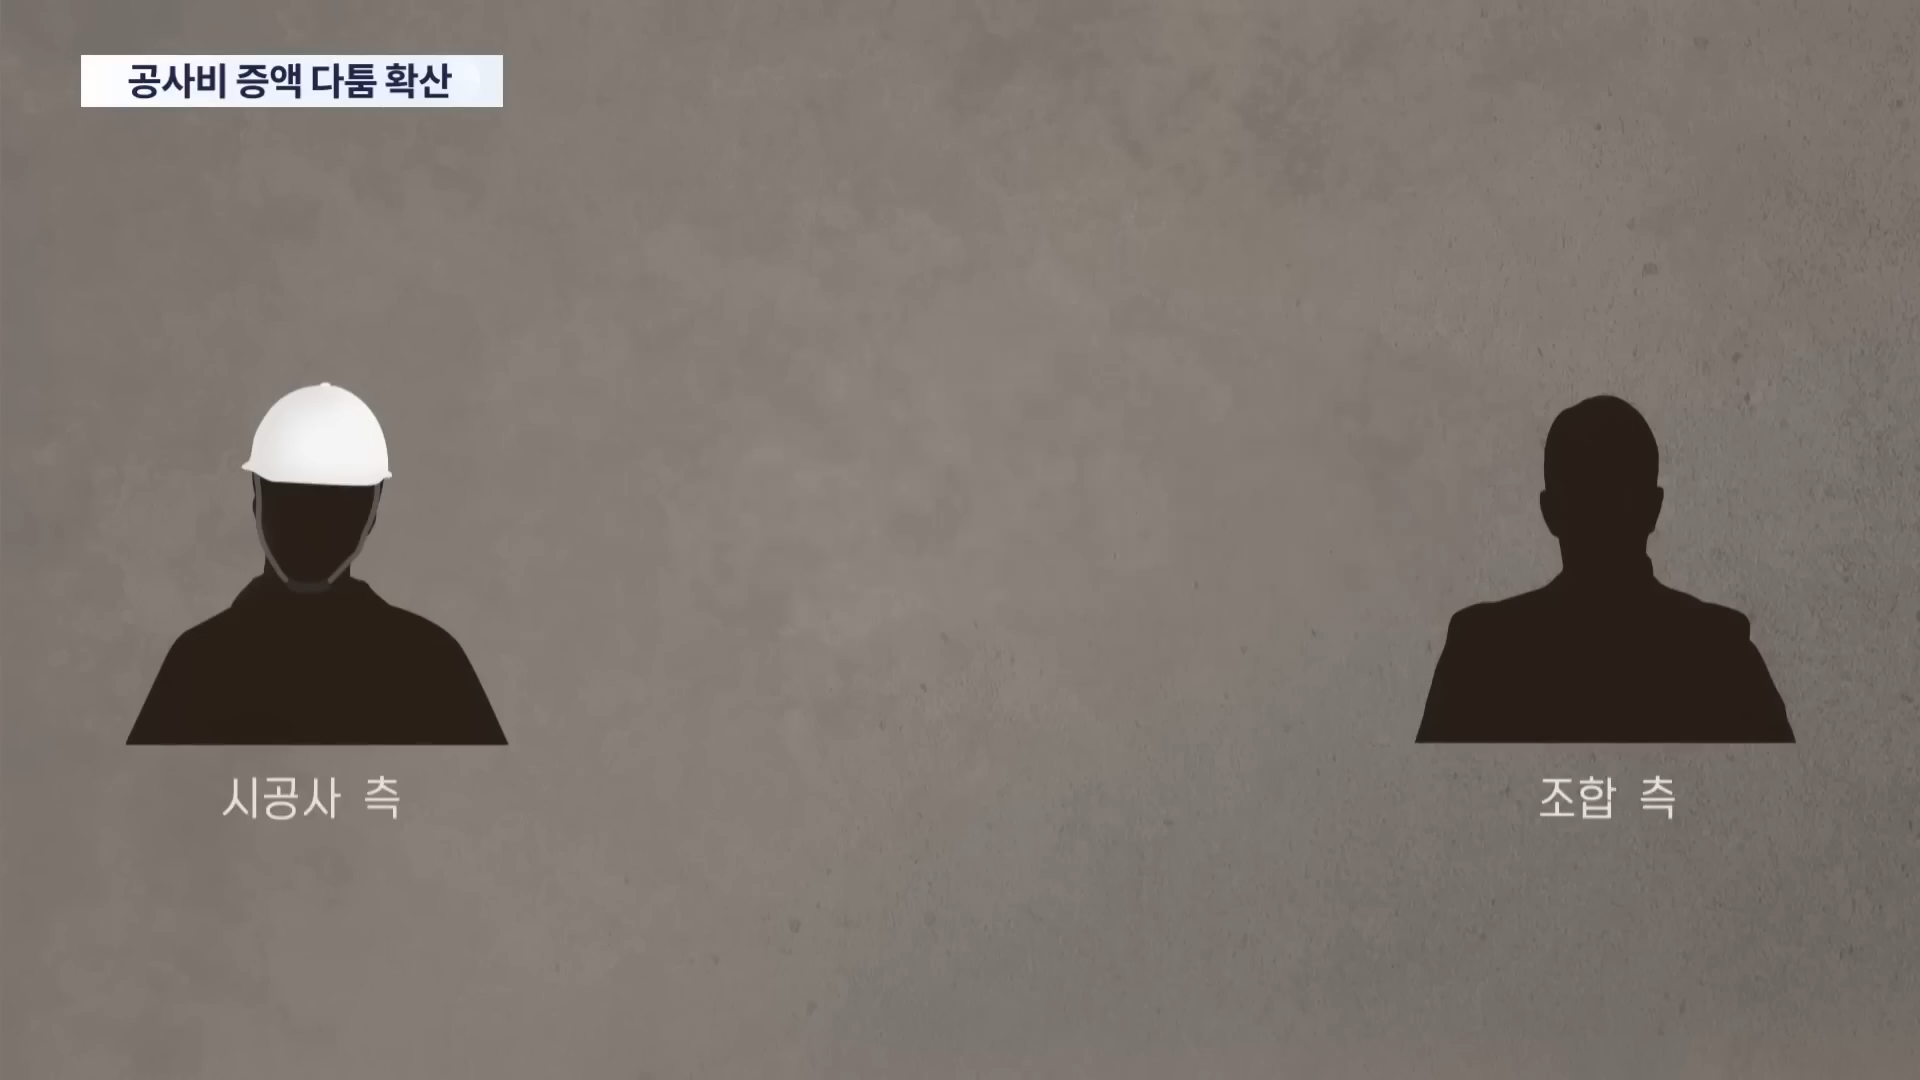 공사비 증액 다툼 확산
시공사 측
조합 측